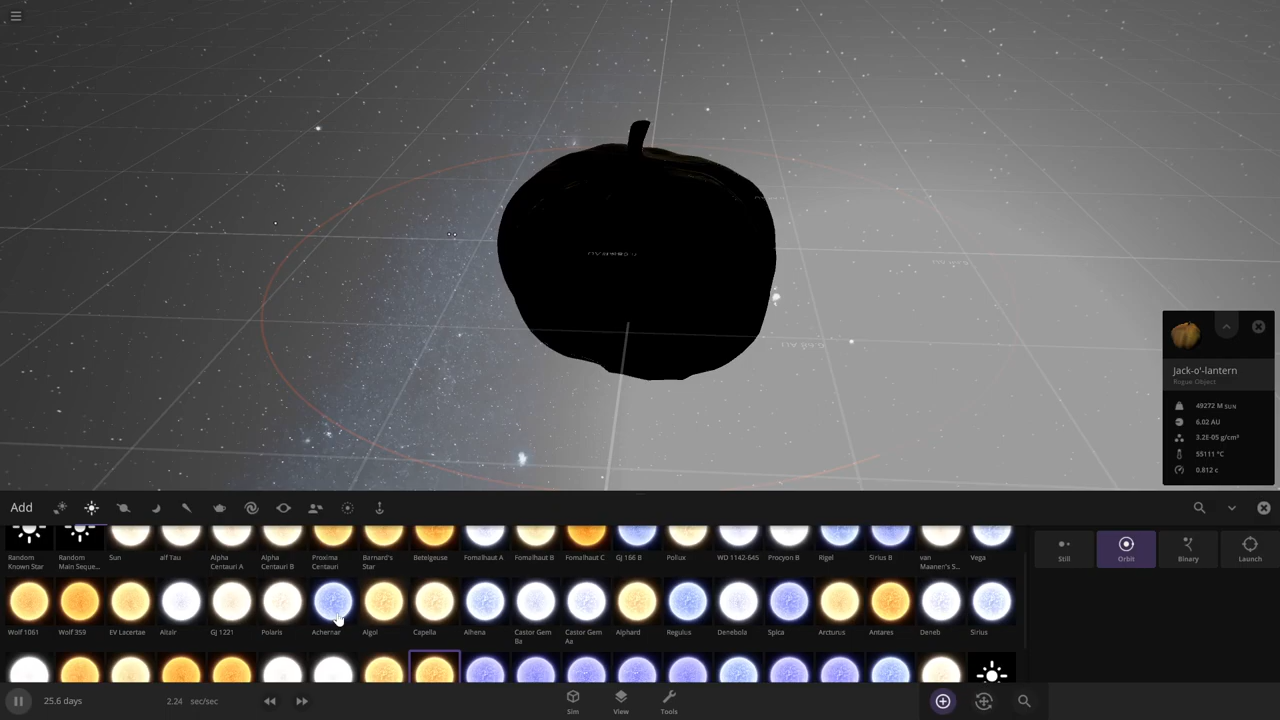 Jack-o'-lantern
Rogue Object
49272 M SUN
6.02 AU
3.2E-05 g/cm³
55111 °C
0.812 c
Add
Random Known Star
Random Main Seque...
Sun
alf Tau
Alpha Centauri A
Alpha Centauri B
Proxima Centauri
Barnard's Star
Betelgeuse
Fomalhaut A
Fomalhaut B
Fomalhaut C
GJ 166 B
Pollux
WD 1142-645
Procyon B
Rigel
Sirius B
van Maanen's S...
Vega
Still
Orbit
Binary
Launch
Wolf 1061
Wolf 359
EV Lacertae
Altair
GJ 1221
Polaris
Achernar
Algol
Capella
Alhena
Castor Gem Ba
Castor Gem Aa
Alphard
Regulus
Denebola
Spica
Arcturus
Antares
Deneb
Sirius
25.6 days
2.24 sec/sec
Sim
View
Tools